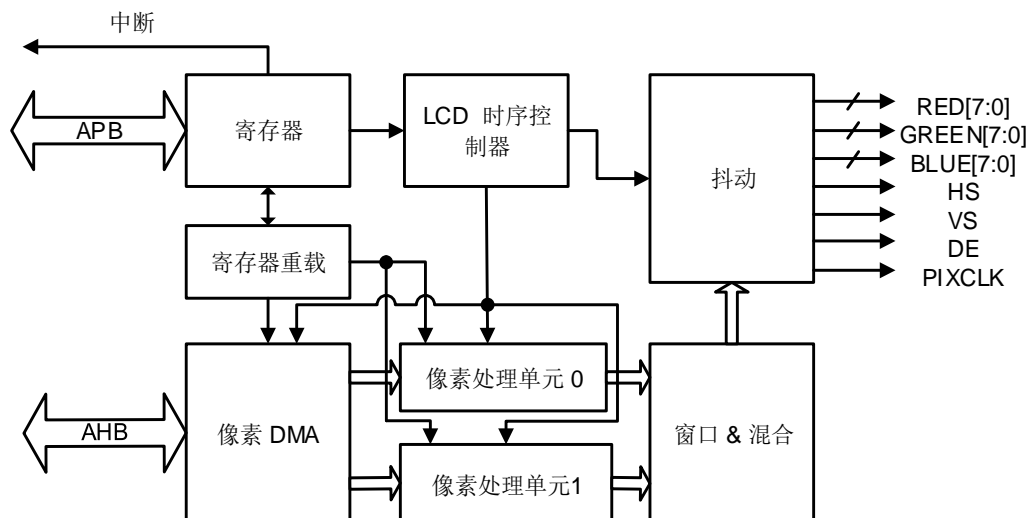 中断
APB
寄存器
LCD 时序控
制器
抖动
RED[7:0]
GREEN[7:0]
BLUE[7:0]
HS
VS
DE
PIXCLK
寄存器重载
AHB
像素 DMA
像素处理单元 0
像素处理单元1
窗口 & 混合